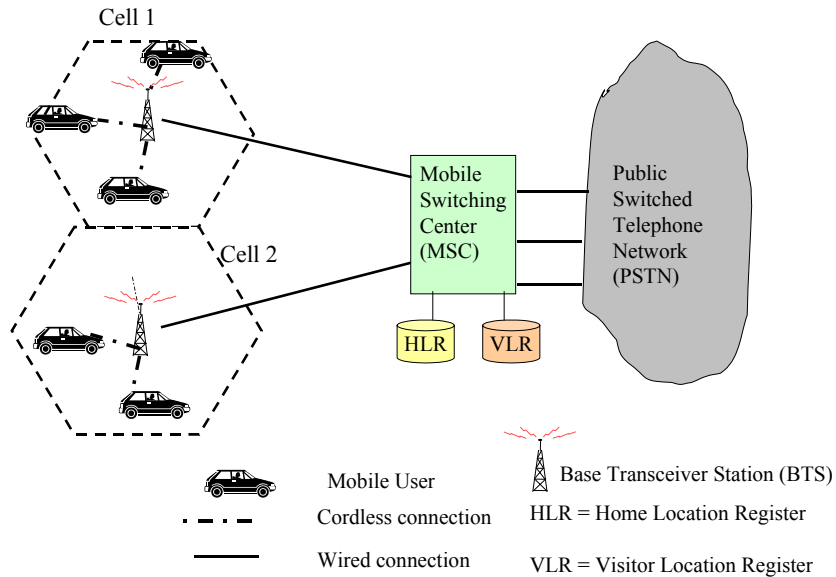 Cell 1
Mobile
Switching
Center
(MSC)
Public
Switched
Telephone
Network
(PSTN)
Cell 2
HLR
VLR
Mobile User
Base Transceiver Station (BTS)
Cordless connection
HLR = Home Location Register
Wired connection
VLR = Visitor Location Register